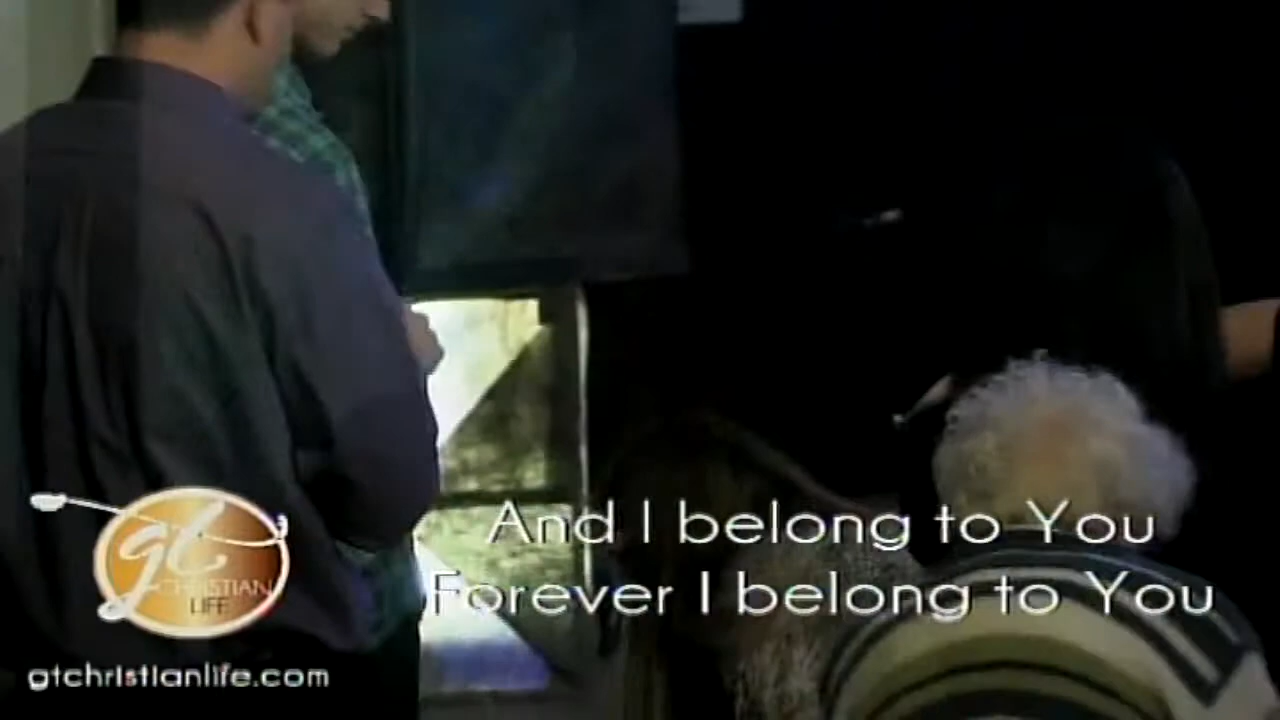 And I belong to You
Forever I belong to You
gt
CHRISTIAN
LIFE
gtchristianlife.com